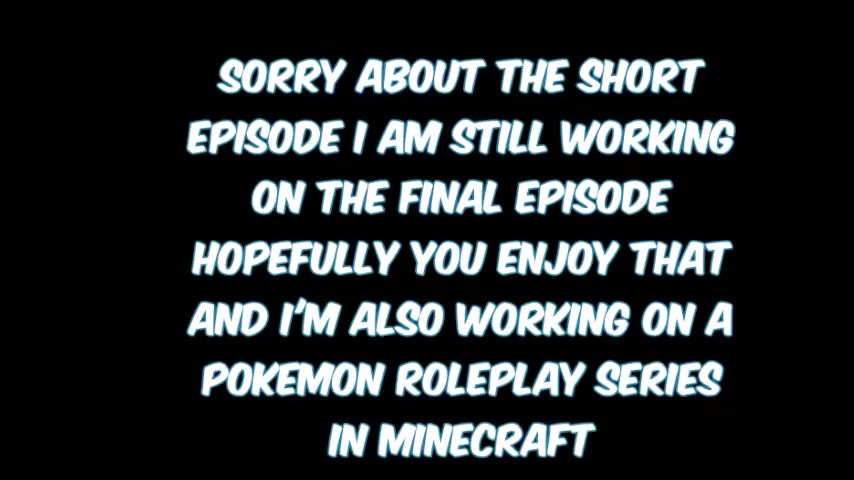 SORRY ABOUT THE SHORT
EPISODE I AM STILL WORKING
ON THE FINAL EPISODE
HOPEFULLY YOU ENJOY THAT
AND I'M ALSO WORKING ON A
POKEMON ROLEPLAY SERIES
IN MINECRAFT